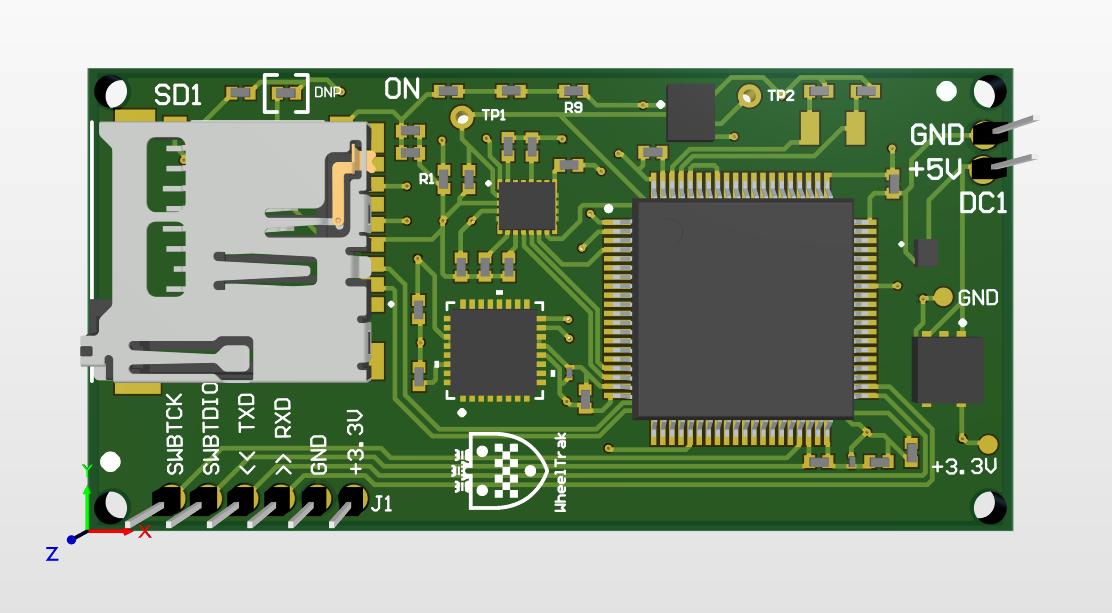 SD1
DNP
ON
R9
TP1
TP2
GND
+5V
DC1
R1
GND
SWBTCK
SWBTDIO
<< TXD
>> RXD
GND
+3.3V
J1
WheelTrak
+3.3V
Y
X
Z